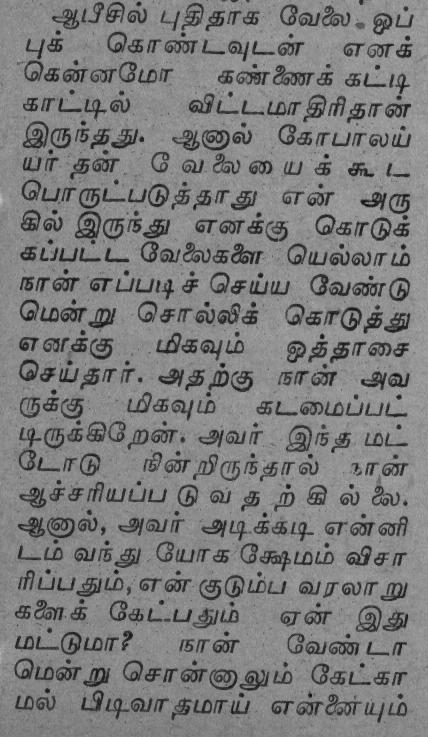 ஆபீசில் புதிதாக வேலை ஒப்
புக் கொண்டவுடன் எனக்
கென்னமோ கண்ணைக் கட்டி
காட்டில் விட்டமாதிரிதான்
இருந்தது. ஆனால் கோபாலய்
யர் தன் வேலையைக்கூட
பொருட்படுத்தாது என் அரு
கில் இருந்து எனக்கு கொடுக்
கப்பட்ட வேலைகளை யெல்லாம்
நான் எப்படிச் செய்ய வேண்டு
மென்று சொல்லிக் கொடுத்து
எனக்கு மிகவும் ஒத்தாசை
செய்தார். அதற்கு நான் அவ
ருக்கு மிகவும் கடமைப்பட்
டிருக்கிறேன். அவர் இந்த மட்
டோடு நின்றிருந்தால் நான்
ஆச்சரியப்படுவதற்கில்லை.
ஆனால், அவர் அடிக்கடி என்னி
டம் வந்து யோக க்ஷேமம் விசா
ரிப்பதும், என் குடும்ப வரலாறு
களைக் கேட்பதும் ஏன் இது
மட்டுமா? நான் வேண்டா
மென்று சொன்னாலும் கேட்கா
மல் பிடிவாதமாய் என்னையும்